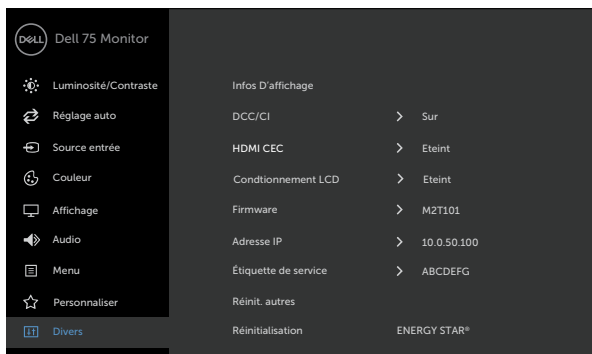 DELL Dell 75 Monitor
Luminosité/Contraste
Réglage auto
Source entrée
Couleur
Affichage
Audio
Menu
Personnaliser
Divers
Infos D'affichage
DCC/CI > Sur
HDMI CEC > Eteint
Condtionnement LCD > Eteint
Firmware > M2T101
Adresse IP > 10.0.50.100
Étiquette de service > ABCDEFG
Réinit. autres
Réinitialisation ENERGY STAR®